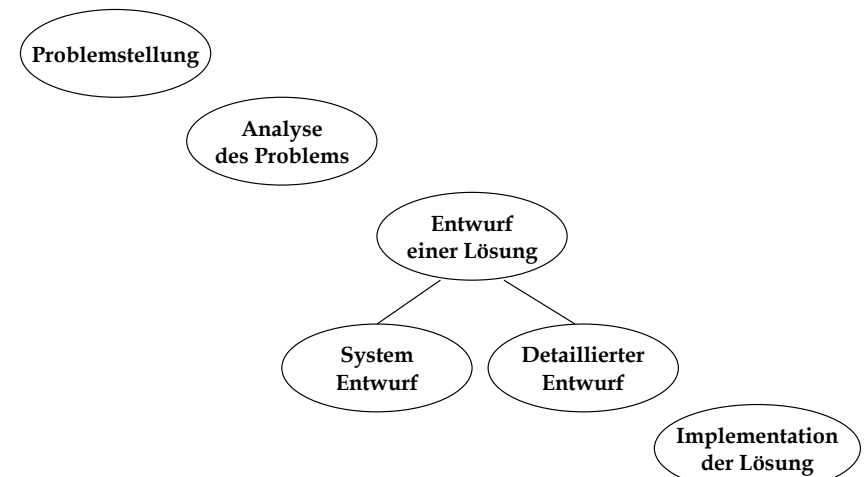 Problemstellung
Analyse
des Problems
Entwurf
einer Lösung
System
Entwurf
Detaillierter
Entwurf
Implementation
der Lösung